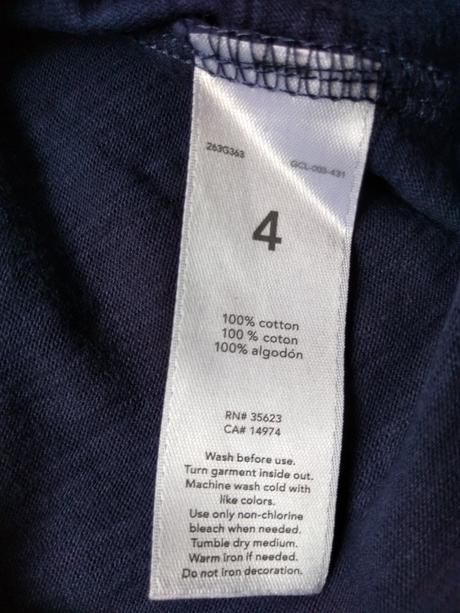 263G363
GCL-003-431
4
100% cotton
100 % coton
100% algodón
RN# 35623
CA# 14974
Wash before use.
Turn garment inside out.
Machine wash cold with
like colors.
Use only non-chlorine
bleach when needed.
Tumble dry medium.
Warm iron if needed.
Do not iron decoration.